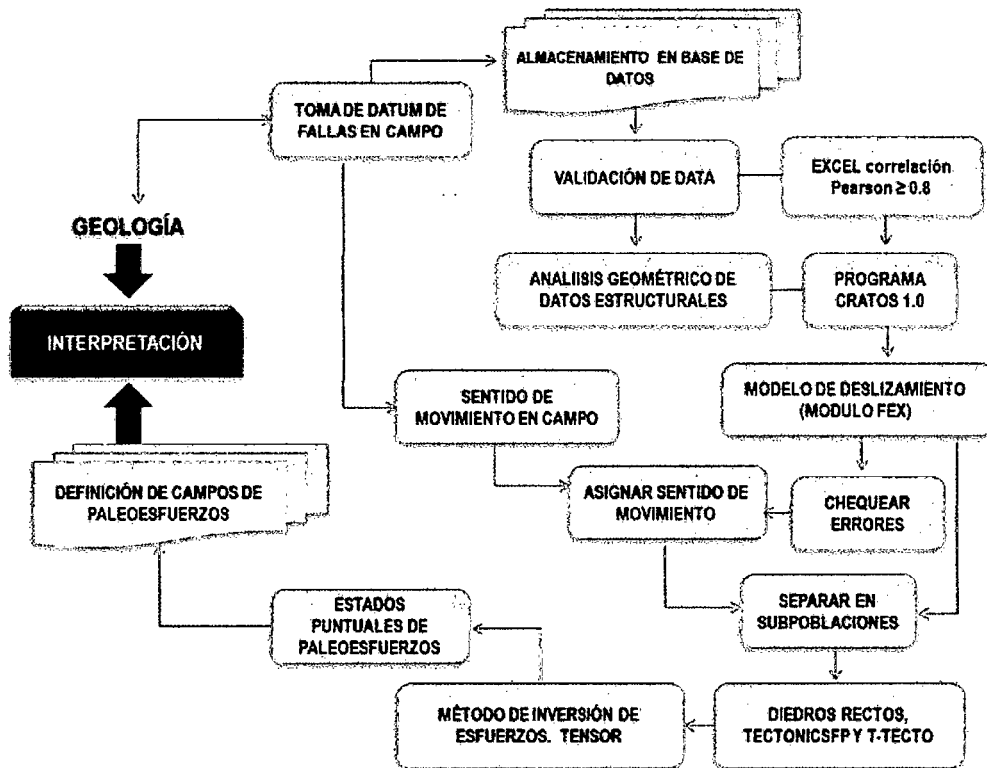 ALMACENAMIENTO EN BASE DE
DATOS
TOMA DE DATUM DE
FALLAS EN CAMPO
VALIDACIÓN DE DATA
EXCEL correlación
Pearson ≥ 0.8
GEOLOGÍA
ANALIISIS GEOMÉTRICO DE
DATOS ESTRUCTURALES
PROGRAMA
CRATOS 1.0
INTERPRETACIÓN
SENTIDO DE
MOVIMIENTO EN CAMPO
MODELO DE DESLIZAMIENTO
(MODULO FEX)
DEFINICIÓN DE CAMPOS DE
PALEOESFUERZOS
ASIGNAR SENTIDO DE
MOVIMIENTO
CHEQUEAR
ERRORES
ESTADOS
PUNTUALES DE
PALEOESFUERZOS
SEPARAR EN
SUBPOBLACIONES
MÉTODO DE INVERSIÓN DE
ESFUERZOS. TENSOR
DIEDROS RECTOS,
TECTONICSFP Y T-TECTO